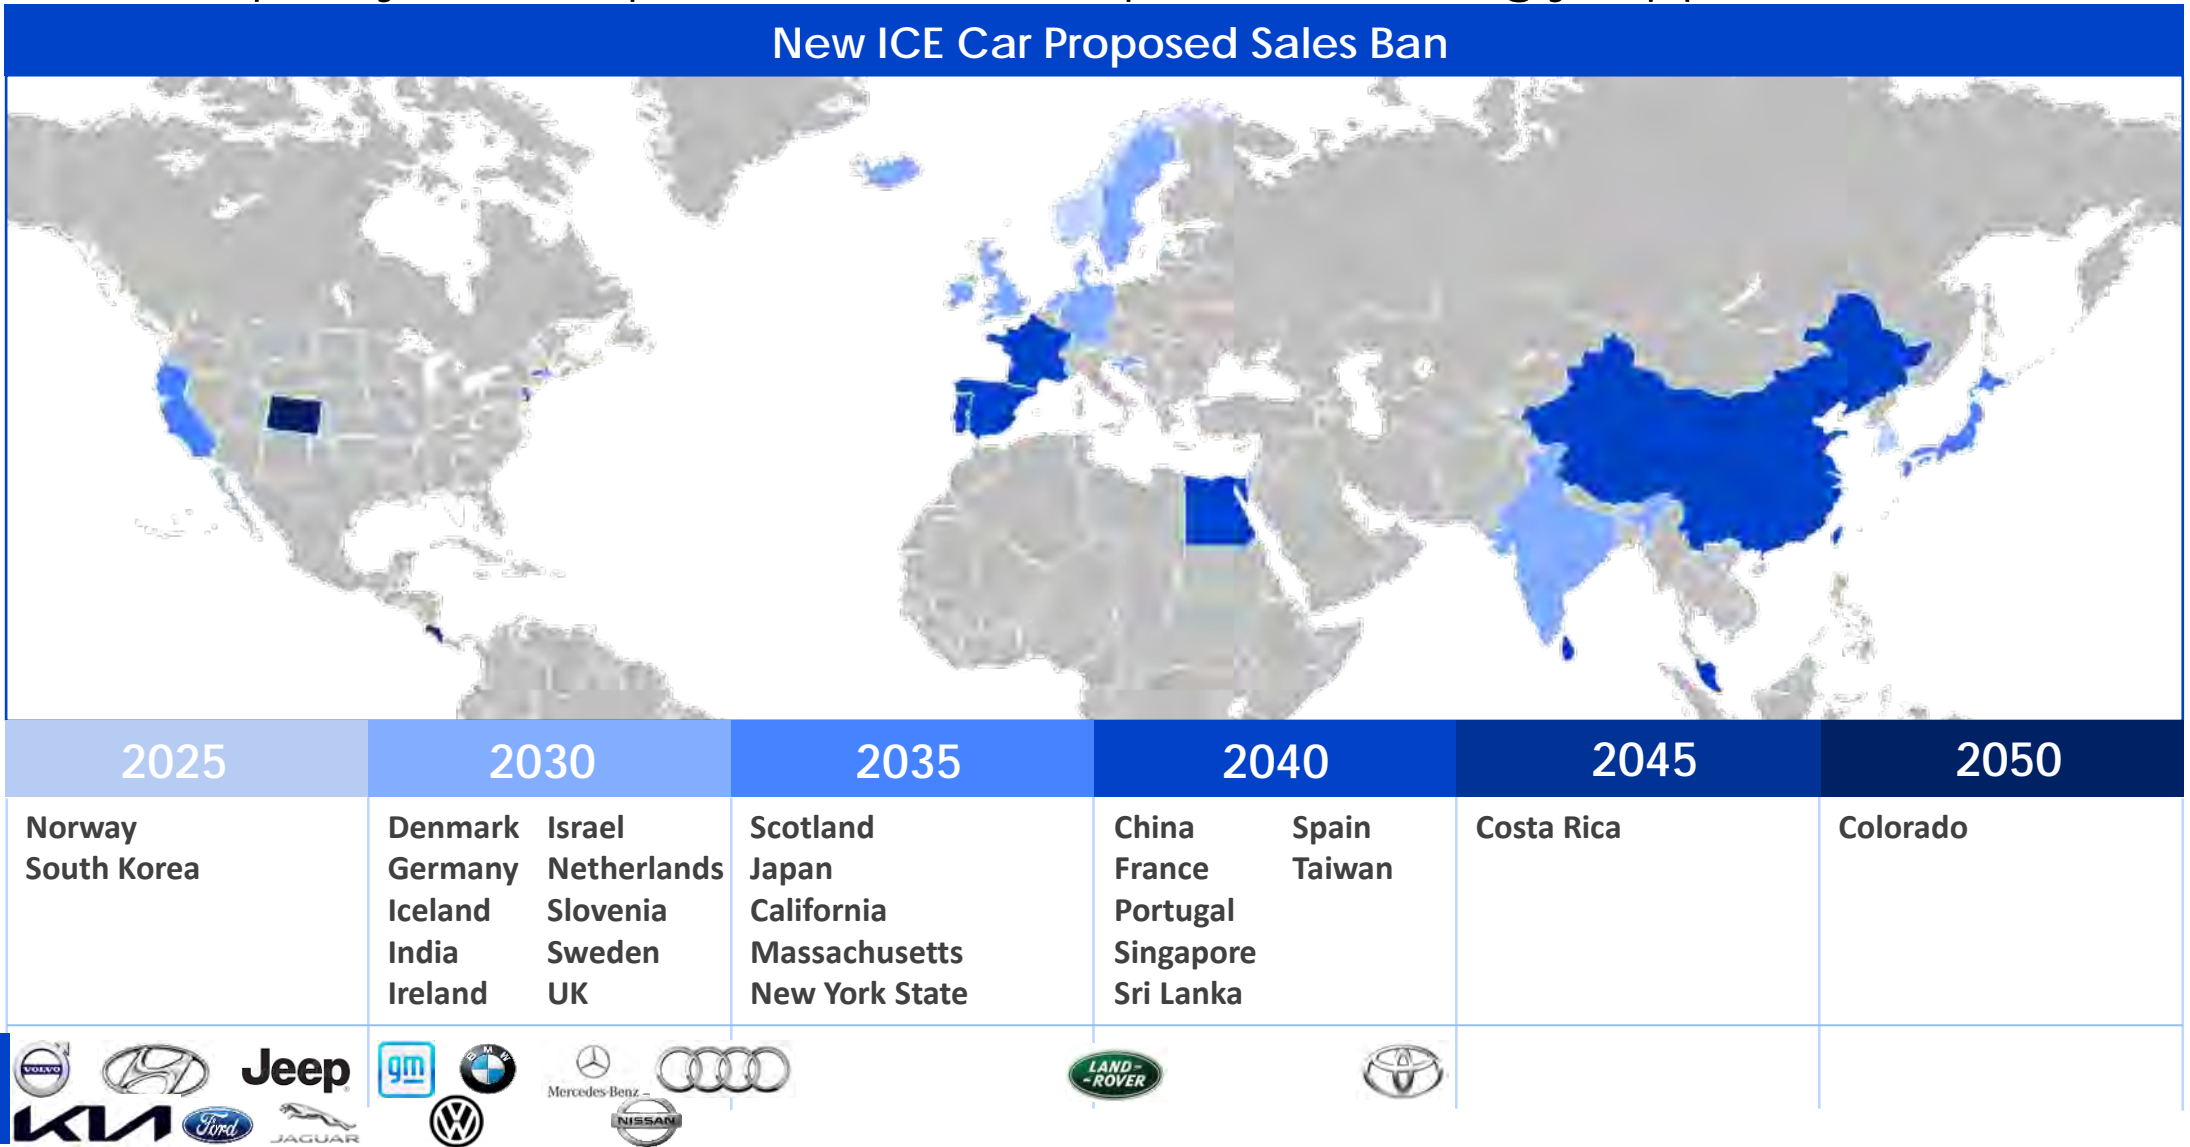 New ICE Car Proposed Sales Ban
2025 2030 2035 2040 2045 2050
Norway
South Korea
Denmark Israel
Germany Netherlands
Iceland Slovenia
India Sweden
Ireland UK
Scotland
Japan
California
Massachusetts
New York State
China Spain
France Taiwan
Portugal
Singapore
Sri Lanka
Costa Rica
Colorado
VOLVO
Jeep
gm
BMW
Mercedes-Benz
LAND-
-ROVER
KIA
Ford
JAGUAR
VW
NISSAN